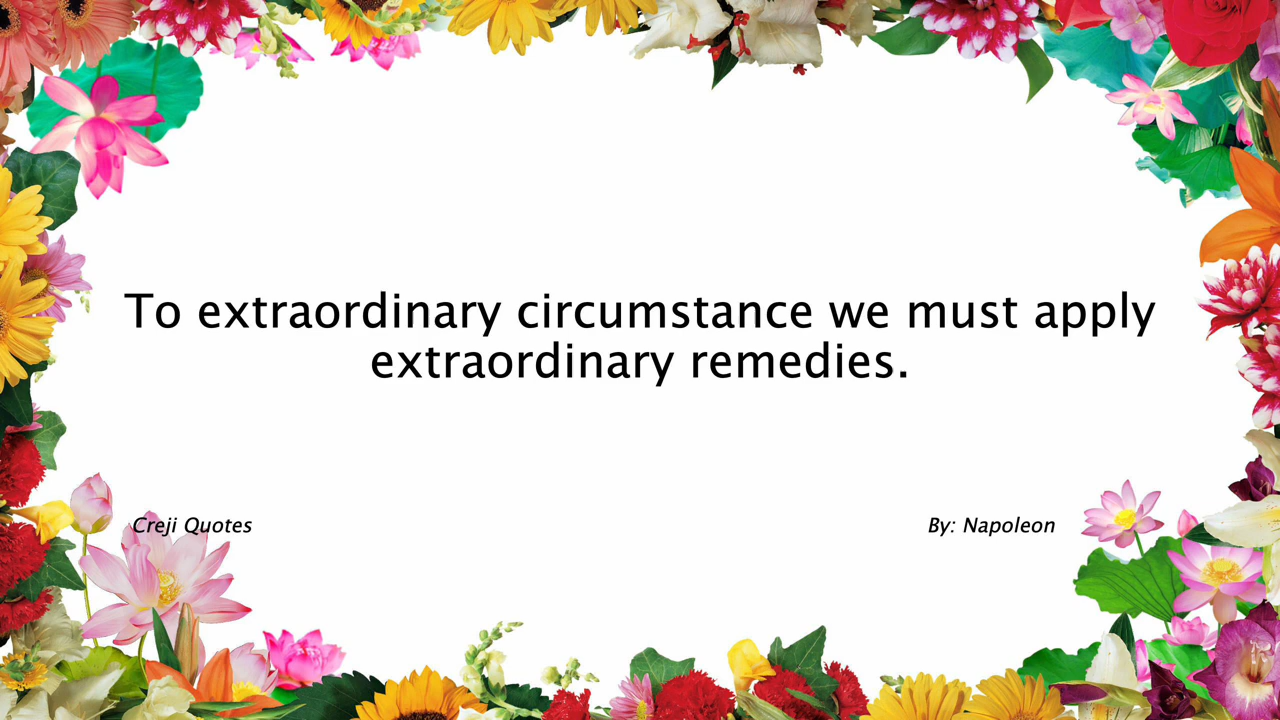 To extraordinary circumstance we must apply
extraordinary remedies.
Creji Quotes
By: Napoleon